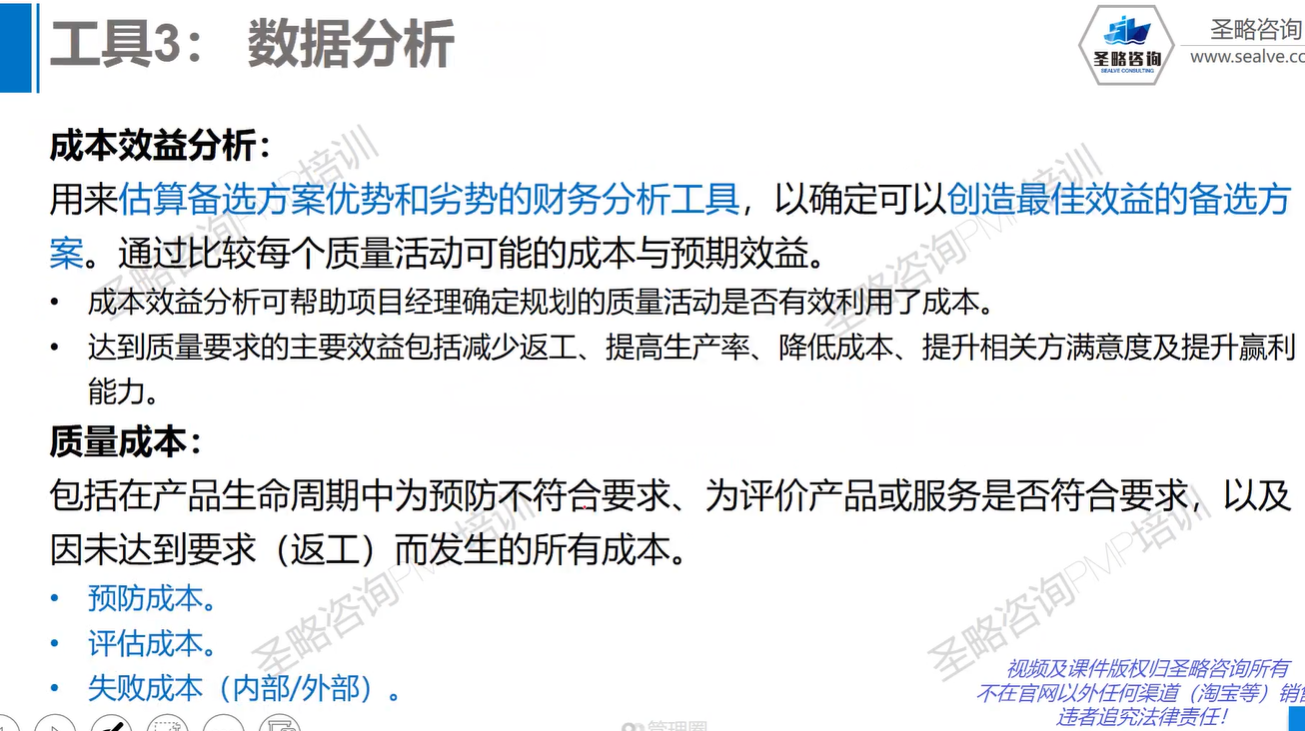 工具3： 数据分析
圣略咨询
SEALVE CONSULTING
圣略咨询
www.sealve.co
成本效益分析：
用来估算备选方案优势和劣势的财务分析工具，以确定可以创造最佳效益的备选方
案。通过比较每个质量活动可能的成本与预期效益。
• 成本效益分析可帮助项目经理确定规划的质量活动是否有效利用了成本。
• 达到质量要求的主要效益包括减少返工、提高生产率、降低成本、提升相关方满意度及提升赢利
能力。
质量成本：
包括在产品生命周期中为预防不符合要求、为评价产品或服务是否符合要求，以及
因未达到要求（返工）而发生的所有成本。
• 预防成本。
• 评估成本。
• 失败成本（内部/外部）。
圣略咨询PMP培训
圣略咨询PMP培训
圣略咨询PMP培训
圣略咨询PMP培训
视频及课件版权归圣略咨询所有
不在官网以外任何渠道（淘宝等）销售
违者追究法律责任！
管理圈